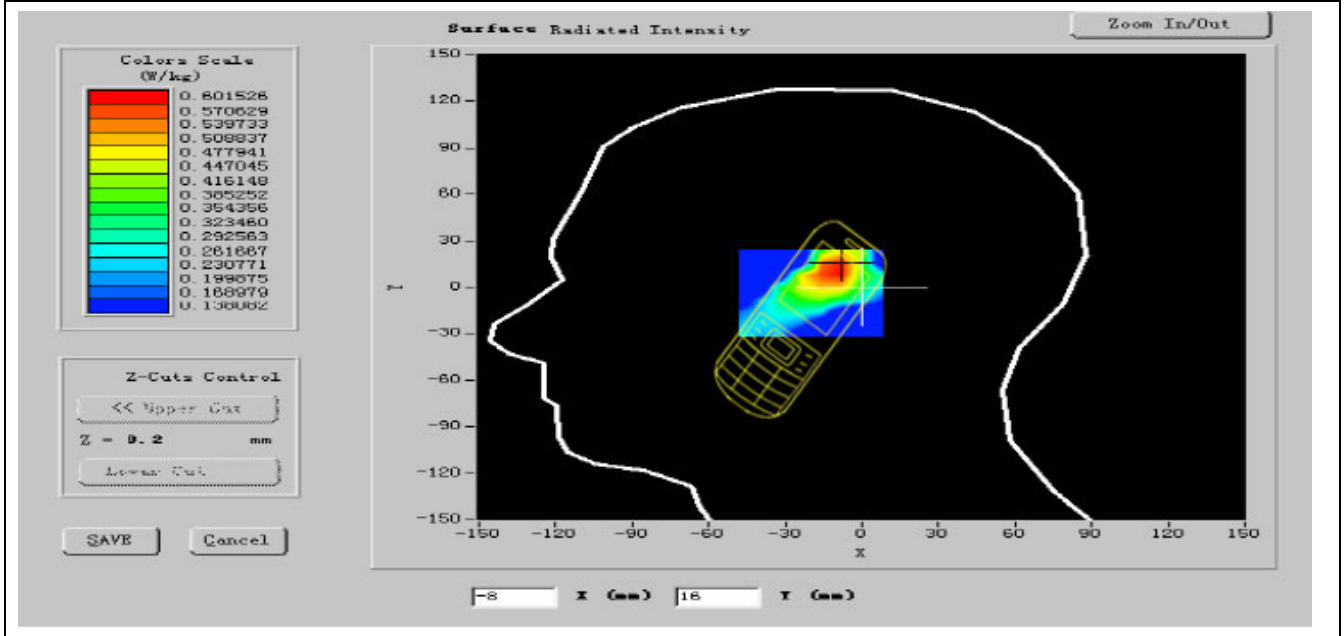 Surface Radiated Intensity
Zoom In/Out
Colors Scale
(W/kg)
0.601526
0.570629
0.539733
0.508837
0.477941
0.447045
0.416148
0.385252
0.354356
0.323460
0.292563
0.261667
0.230771
0.199875
0.168979
0.138082
150
120
90
60
30
0
-30
-60
-90
-120
-150
-150 -120 -90 -60 -30 0 30 60 90 120 150
X
Z-Cuts Control
<< Upper Cut
Z = 0.2 mm
Lower Cut
SAVE Cancel
-8 X (mm) 16 Y (mm)